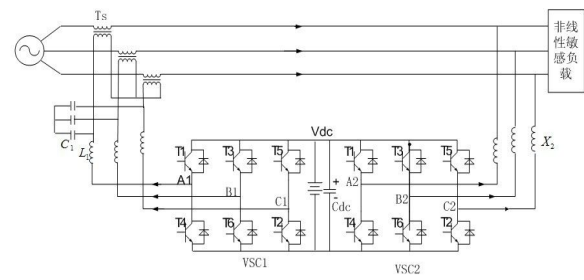 Ts
非线
性敏
感负
载
C1
L1
X2
Vdc
T1
T3
T5
T1
T3
T5
A1
B1
C1
+
-
Cdc
A2
B2
C2
T4
T6
T2
T4
T6
T2
VSC1
VSC2